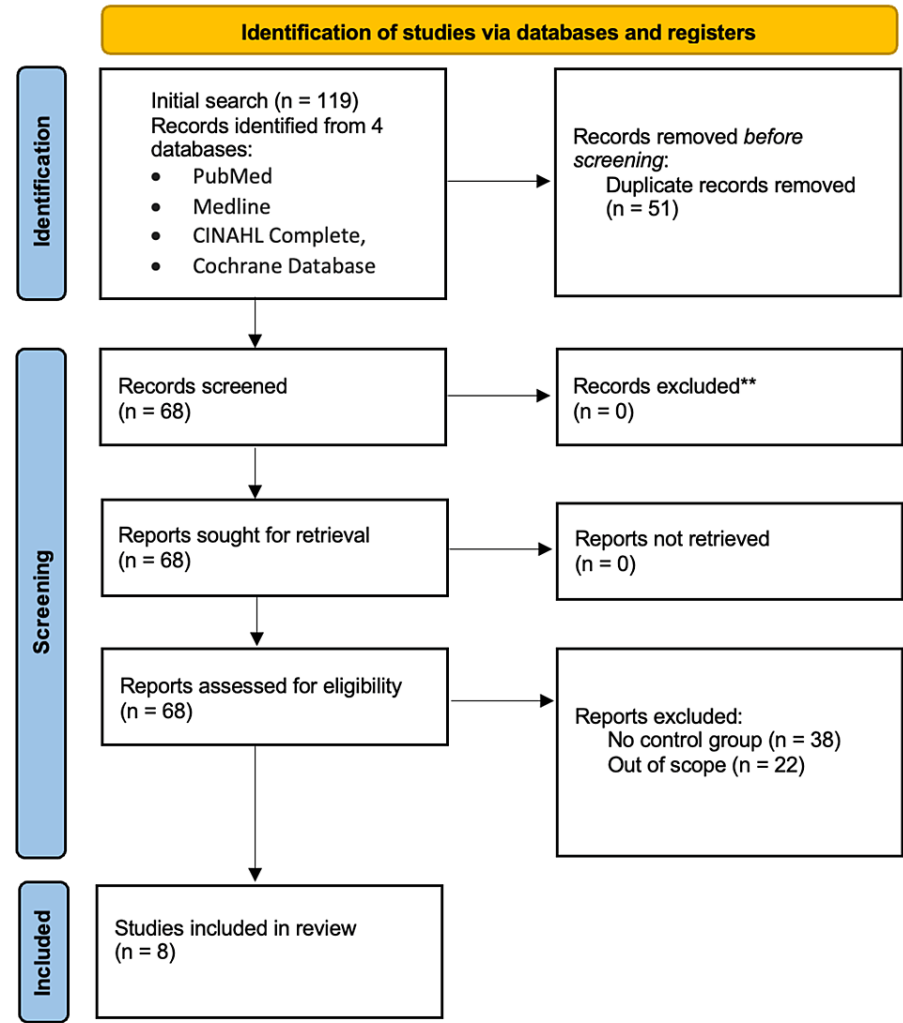 Identification of studies via databases and registers
Identification
Initial search (n = 119)
Records identified from 4
databases:
• PubMed
• Medline
• CINAHL Complete,
• Cochrane Database
Records removed before
screening:
Duplicate records removed
(n = 51)
Screening
Records screened
(n = 68)
Records excluded**
(n = 0)
Reports sought for retrieval
(n = 68)
Reports not retrieved
(n = 0)
Reports assessed for eligibility
(n = 68)
Reports excluded:
No control group (n = 38)
Out of scope (n = 22)
Included
Studies included in review
(n = 8)